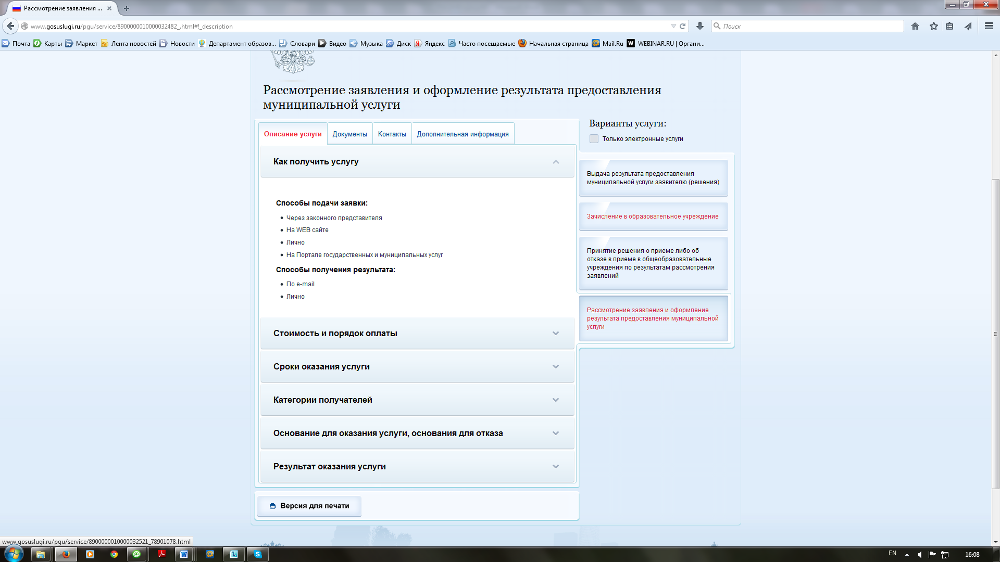 Рассмотрение заявления ...
www.gosuslugi.ru/pgu/service/8900000010000032482_.html#!_description
Поиск
Почта
Карты
Маркет
Лента новостей
Новости
Департамент образов...
Словари
Видео
Музыка
Диск
Яндекс
Часто посещаемые
Начальная страница
Mail.Ru
WEBINAR.RU | Органи...
Рассмотрение заявления и оформление результата предоставления
муниципальной услуги
Описание услуги
Документы
Контакты
Дополнительная информация
Как получить услугу
Способы подачи заявки:
Через законного представителя
На WEB сайте
Лично
На Портале государственных и муниципальных услуг
Способы получения результата:
По e-mail
Лично
Стоимость и порядок оплаты
Сроки оказания услуги
Категории получателей
Основание для оказания услуги, основания для отказа
Результат оказания услуги
Версия для печати
Варианты услуги:
Только электронные услуги
Выдача результата предоставления
муниципальной услуги заявителю (решения)
Зачисление в образовательное учреждение
Принятие решения о приеме либо об
отказе в приеме в общеобразовательные
учреждения по результатам рассмотрения
заявлений
Рассмотрение заявления и оформление
результата предоставления муниципальной
услуги
www.gosuslugi.ru/pgu/service/8900000010000032521_78901078.html
EN
16:08